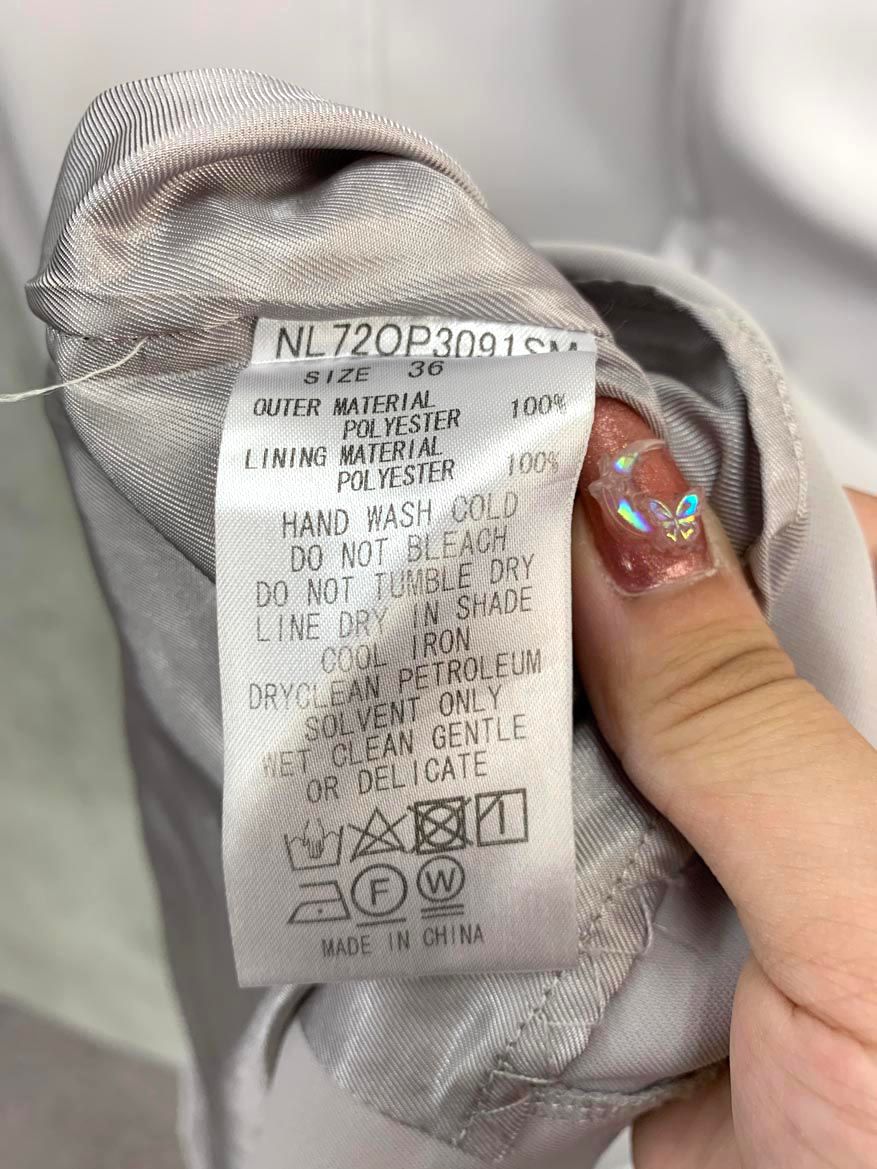 NL72OP3091SM
SIZE 36
OUTER MATERIAL
POLYESTER 100%
LINING MATERIAL
POLYESTER 100%
HAND WASH COLD
DO NOT BLEACH
DO NOT TUMBLE DRY
LINE DRY IN SHADE
COOL IRON
DRYCLEAN PETROLEUM
SOLVENT ONLY
WET CLEAN GENTLE
OR DELICATE
F W
MADE IN CHINA